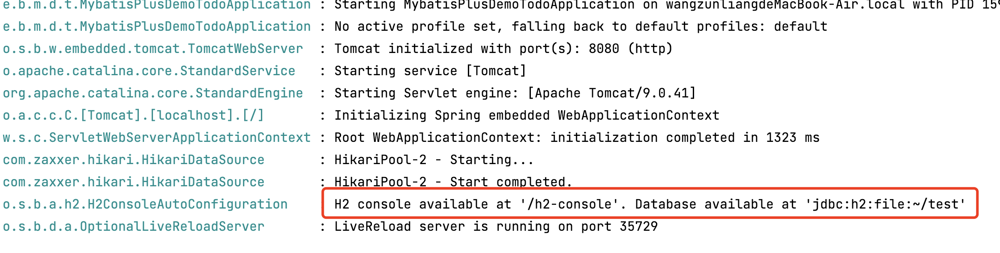 e.b.m.d.t.MybatisPlusDemoTodoApplication : Starting MybatisPlusDemoTodoApplication on wangzunliangdeMacBook-Air.local with PID
e.b.m.d.t.MybatisPlusDemoTodoApplication : No active profile set, falling back to default profiles: default
o.s.b.w.embedded.tomcat.TomcatWebServer : Tomcat initialized with port(s): 8080 (http)
o.apache.catalina.core.StandardService : Starting service [Tomcat]
org.apache.catalina.core.StandardEngine : Starting Servlet engine: [Apache Tomcat/9.0.41]
o.a.c.c.C.[Tomcat].[localhost].[/] : Initializing Spring embedded WebApplicationContext
w.s.c.ServletWebServerApplicationContext : Root WebApplicationContext: initialization completed in 1323 ms
com.zaxxer.hikari.HikariDataSource : HikariPool-2 - Starting...
com.zaxxer.hikari.HikariDataSource : HikariPool-2 - Start completed.
o.s.b.a.h2.H2ConsoleAutoConfiguration : H2 console available at '/h2-console'. Database available at 'jdbc:h2:file:~/test'
o.s.b.d.a.OptionalLiveReloadServer : LiveReload server is running on port 35729